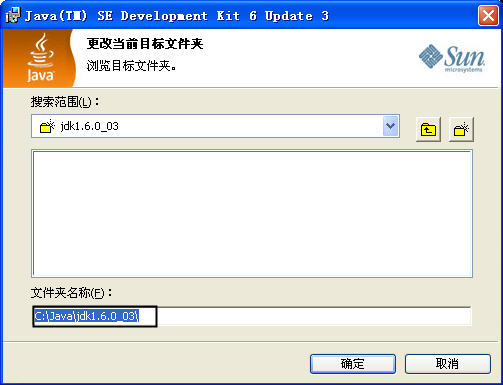 Java(TM) SE Development Kit 6 Update 3
更改当前目标文件夹
浏览目标文件夹。
Java
Sun
microsystems
搜索范围(L)：
jdk1.6.0_03
文件夹名称(F)：
C:\Java\jdk1.6.0_03\
确定
取消